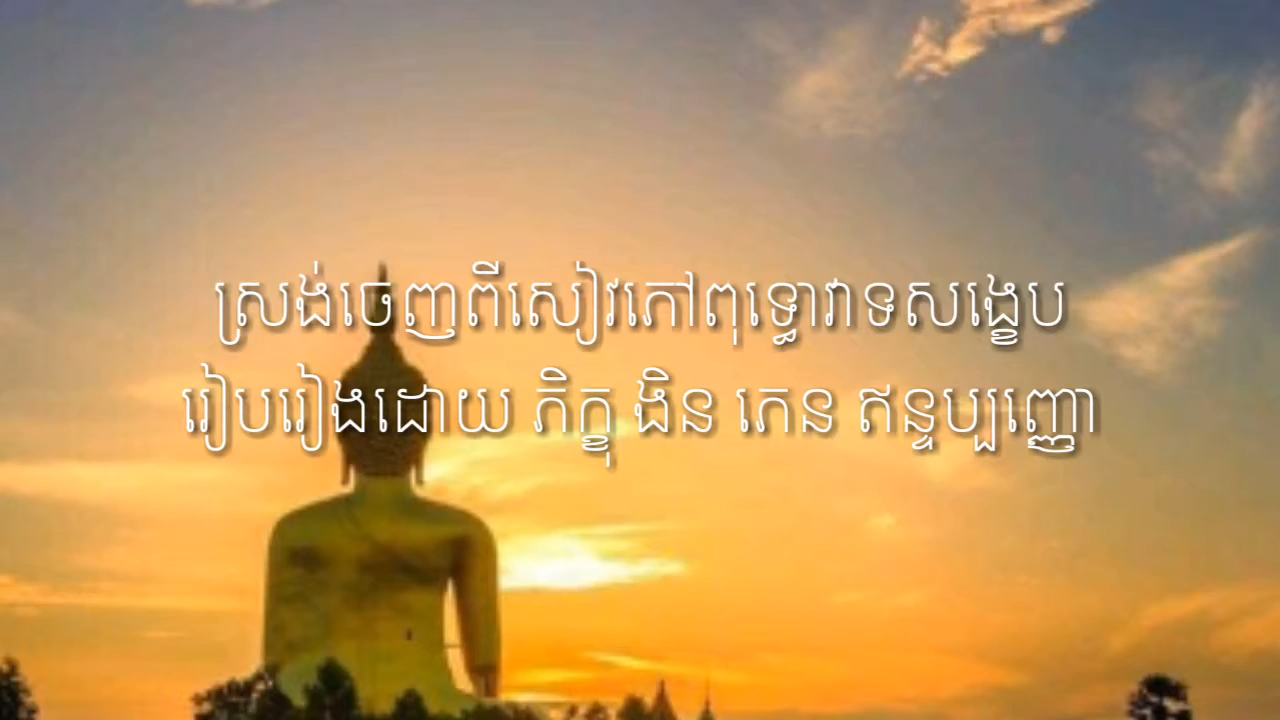 ស្រង់ចេញពីសៀវភៅពុទ្ធោវាទសង្ខេប
រៀបរៀងដោយ ភិក្ខុ ងិន ភេន ឥន្ទប្បញ្ញោ